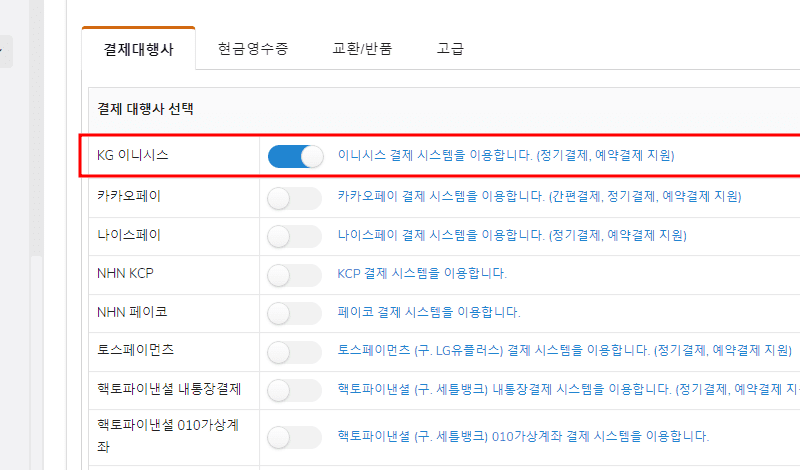 결제대행사
현금영수증
교환/반품
고급
결제 대행사 선택
KG 이니시스
이니시스 결제 시스템을 이용합니다. (정기결제, 예약결제 지원)
카카오페이
카카오페이 결제 시스템을 이용합니다. (간편결제, 정기결제, 예약결제 지원)
나이스페이
나이스페이 결제 시스템을 이용합니다. (정기결제, 예약결제 지원)
NHN KCP
KCP 결제 시스템을 이용합니다.
NHN 페이코
페이코 결제 시스템을 이용합니다.
토스페이먼츠
토스페이먼츠 (구. LG유플러스) 결제 시스템을 이용합니다. (정기결제, 예약결제 지원)
핵토파이낸셜 내통장결제
핵토파이낸셜 (구. 세틀뱅크) 내통장결제 시스템을 이용합니다. (정기결제, 예약결제 지
핵토파이낸셜 010가상계
좌
핵토파이낸셜 (구. 세틀뱅크) 010가상계좌 결제 시스템을 이용합니다.